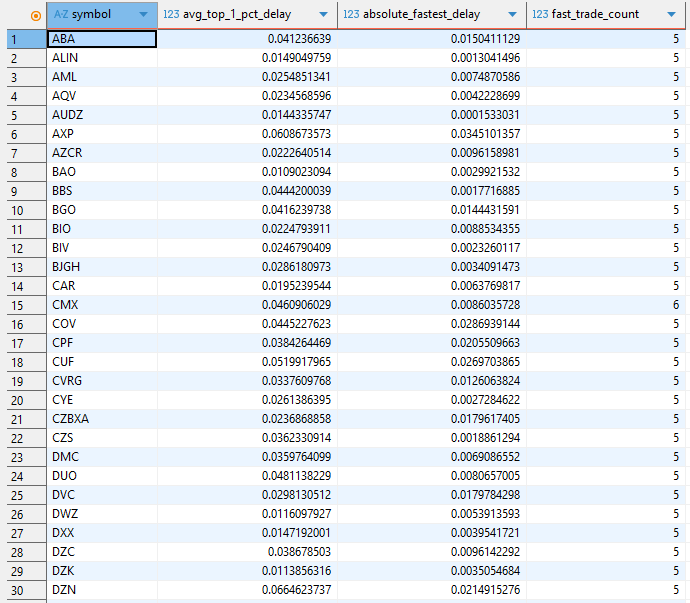 A-Z symbol 123 avg_top_1_pct_delay 123 absolute_fastest_delay 123 fast_trade_count
1 ABA 0.041236639 0.0150411129 5
2 ALIN 0.0149049759 0.0013041496 5
3 AML 0.0254851341 0.0074870586 5
4 AQV 0.0234568596 0.0042228699 5
5 AUDZ 0.0144335747 0.0001533031 5
6 AXP 0.0608673573 0.0345101357 5
7 AZCR 0.0222640514 0.0096158981 5
8 BAO 0.0109023094 0.0029921532 5
9 BBS 0.0444200039 0.0017716885 5
10 BGO 0.0416239738 0.0144431591 5
11 BIO 0.0224793911 0.0088534355 5
12 BIV 0.0246790409 0.0023260117 5
13 BJGH 0.0286180973 0.0034091473 5
14 CAR 0.0195239544 0.0063769817 5
15 CMX 0.0460906029 0.0086035728 6
16 COV 0.0445227623 0.0286939144 5
17 CPF 0.0384264469 0.0205509663 5
18 CUF 0.0519917965 0.0269703865 5
19 CVRG 0.0337609768 0.0126063824 5
20 CYE 0.0261386395 0.0027284622 5
21 CZBXA 0.0236868858 0.0179617405 5
22 CZS 0.0362330914 0.0018861294 5
23 DMC 0.0359764099 0.0069086552 5
24 DUO 0.0481138229 0.0080657005 5
25 DVC 0.0298130512 0.0179784298 5
26 DWZ 0.0116097927 0.0053913593 5
27 DXX 0.0147192001 0.0039541721 5
28 DZC 0.038678503 0.0096142292 5
29 DZK 0.0113856316 0.0035054684 5
30 DZN 0.0664623737 0.0214915276 5